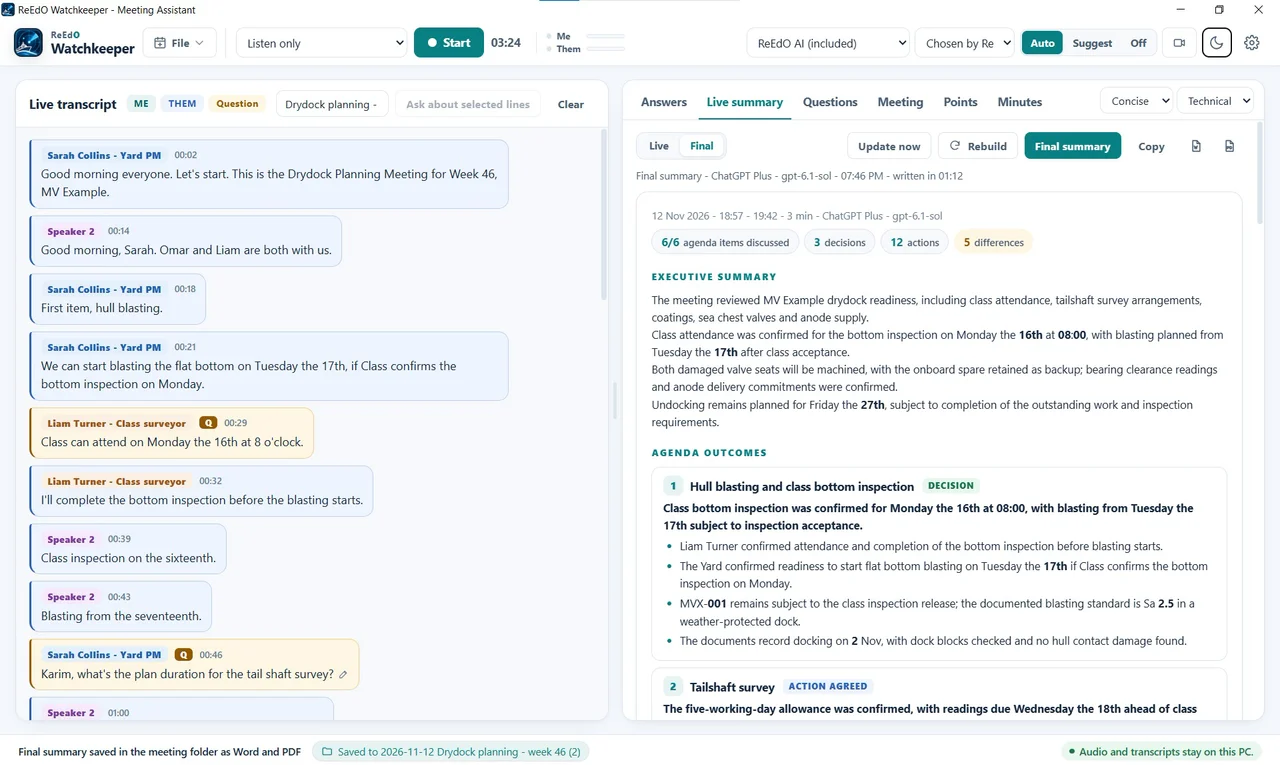 ReEdO Watchkeeper - Meeting Assistant
ReEdO
Watchkeeper
File
Listen only
Start
03:24
Me
Them
ReEdO AI (included)
Chosen by Re
Auto
Suggest
Off
Live transcript
ME
THEM
Question
Drydock planning -
Ask about selected lines
Clear
Sarah Collins - Yard PM 00:02
Good morning everyone. Let's start. This is the Drydock Planning Meeting for Week 46,
MV Example.
Speaker 2 00:14
Good morning, Sarah. Omar and Liam are both with us.
Sarah Collins - Yard PM 00:18
First item, hull blasting.
Sarah Collins - Yard PM 00:21
We can start blasting the flat bottom on Tuesday the 17th, if Class confirms the
bottom inspection on Monday.
Liam Turner - Class surveyor Q 00:29
Class can attend on Monday the 16th at 8 o'clock.
Liam Turner - Class surveyor 00:32
I'll complete the bottom inspection before the blasting starts.
Speaker 2 00:39
Class inspection on the sixteenth.
Speaker 2 00:43
Blasting from the seventeenth.
Sarah Collins - Yard PM Q 00:46
Karim, what's the plan duration for the tail shaft survey?
Speaker 2 01:00
Answers
Live summary
Questions
Meeting
Points
Minutes
Concise
Technical
Live
Final
Update now
Rebuild
Final summary
Copy
Final summary - ChatGPT Plus - gpt-6.1-sol - 07:46 PM - written in 01:12
12 Nov 2026 - 18:57 - 19:42 - 3 min - ChatGPT Plus - gpt-6.1-sol
6/6 agenda items discussed
3 decisions
12 actions
5 differences
EXECUTIVE SUMMARY
The meeting reviewed MV Example drydock readiness, including class attendance, tailshaft survey arrangements,
coatings, sea chest valves and anode supply.
Class attendance was confirmed for the bottom inspection on Monday the 16th at 08:00, with blasting planned from
Tuesday the 17th after class acceptance.
Both damaged valve seats will be machined, with the onboard spare retained as backup; bearing clearance readings
and anode delivery commitments were confirmed.
Undocking remains planned for Friday the 27th, subject to completion of the outstanding work and inspection
requirements.
AGENDA OUTCOMES
1 Hull blasting and class bottom inspection DECISION
Class bottom inspection was confirmed for Monday the 16th at 08:00, with blasting from Tuesday the
17th subject to inspection acceptance.
• Liam Turner confirmed attendance and completion of the bottom inspection before blasting starts.
• The Yard confirmed readiness to start flat bottom blasting on Tuesday the 17th if Class confirms the bottom
inspection on Monday.
• MVX-001 remains subject to the class inspection release; the documented blasting standard is Sa 2.5 in a
weather-protected dock.
• The documents record docking on 2 Nov, with dock blocks checked and no hull contact damage found.
2 Tailshaft survey ACTION AGREED
The five-working-day allowance was confirmed, with readings due Wednesday the 18th ahead of class
Final summary saved in the meeting folder as Word and PDF
Saved to 2026-11-12 Drydock planning - week 46 (2)
Audio and transcripts stay on this PC.